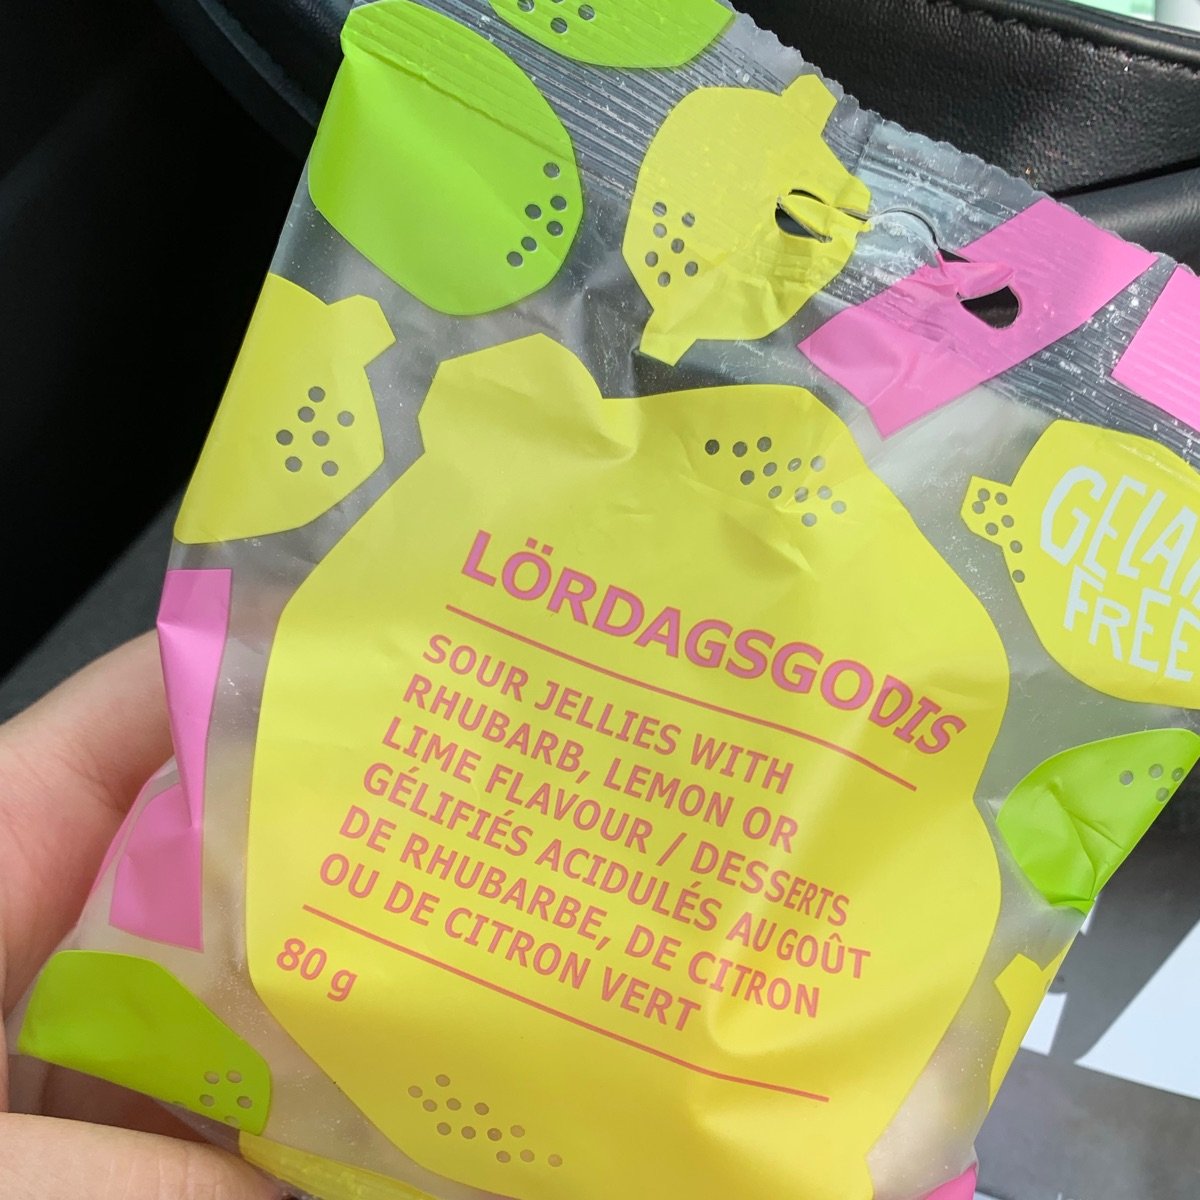 GELAT
FREE
LÖRDAGSGODIS
SOUR JELLIES WITH
RHUBARB, LEMON OR
LIME FLAVOUR / DESSERTS
GÉLIFIÉS ACIDULÉS AU GOÛT
DE RHUBARBE, DE CITRON
OU DE CITRON VERT
80 g